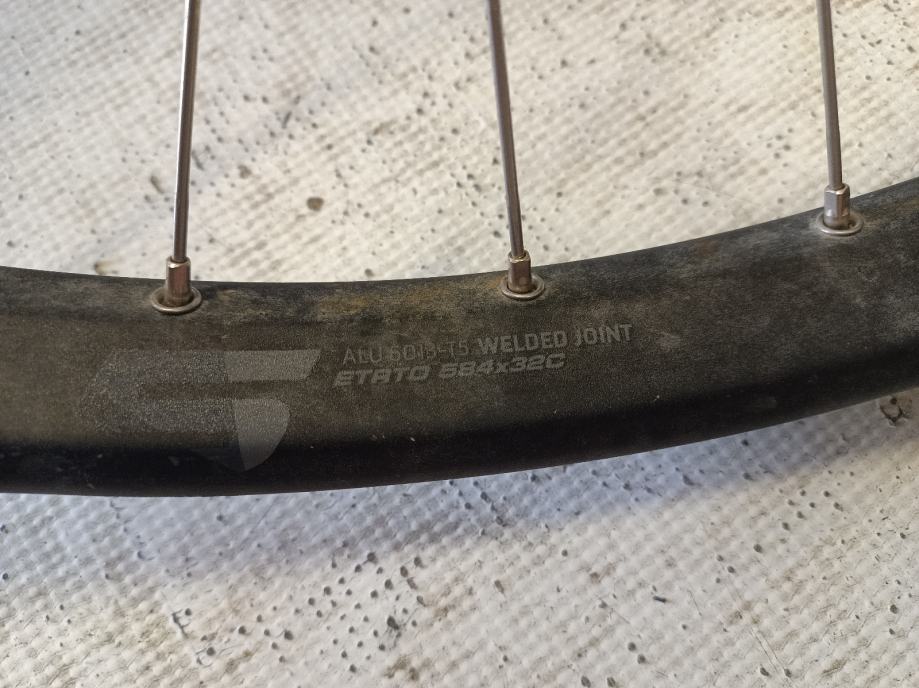 ALU 6013-T5 WELDED JOINT
ETRTO 584x32C